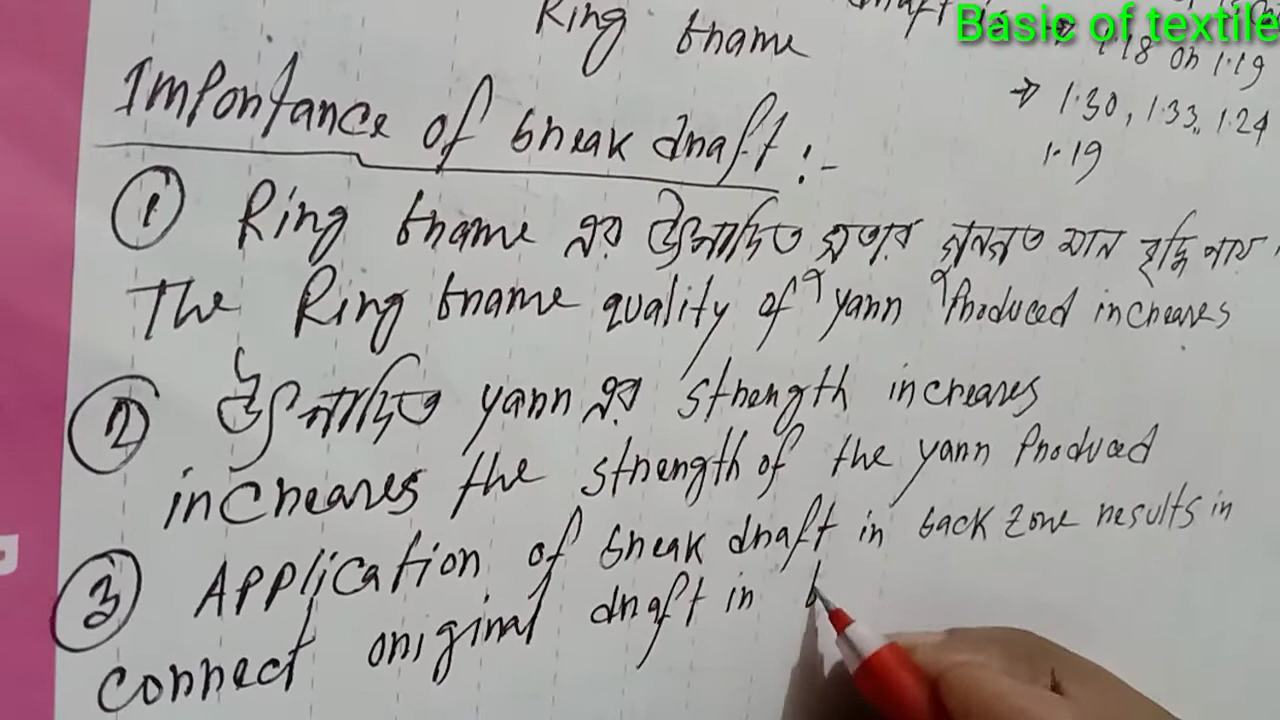 Basic of textile
Ring frame
→ 1.18 or 1.19
→ 1.30, 1.33, 1.24
1.19
Importance of break draft :-
① Ring frame এর উৎপাদিত সুতার গুনগত মান বৃদ্ধি পায়
The Ring frame quality of yarn Produced increases
② উৎপাদিত yarn এর strength increases
increases the strength of the yarn Produced
③ Application of break draft in back zone results in
correct original draft in